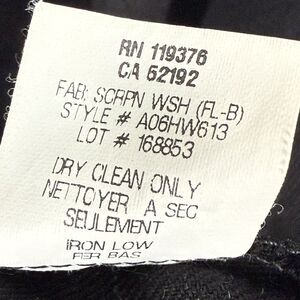 RN 119376
CA 52192
FAB: SCRPN WSH (FL-B)
STYLE # A06HW613
LOT # 168853
DRY CLEAN ONLY
NETTOYER A SEC
SEULEMENT
IRON LOW
FER BAS